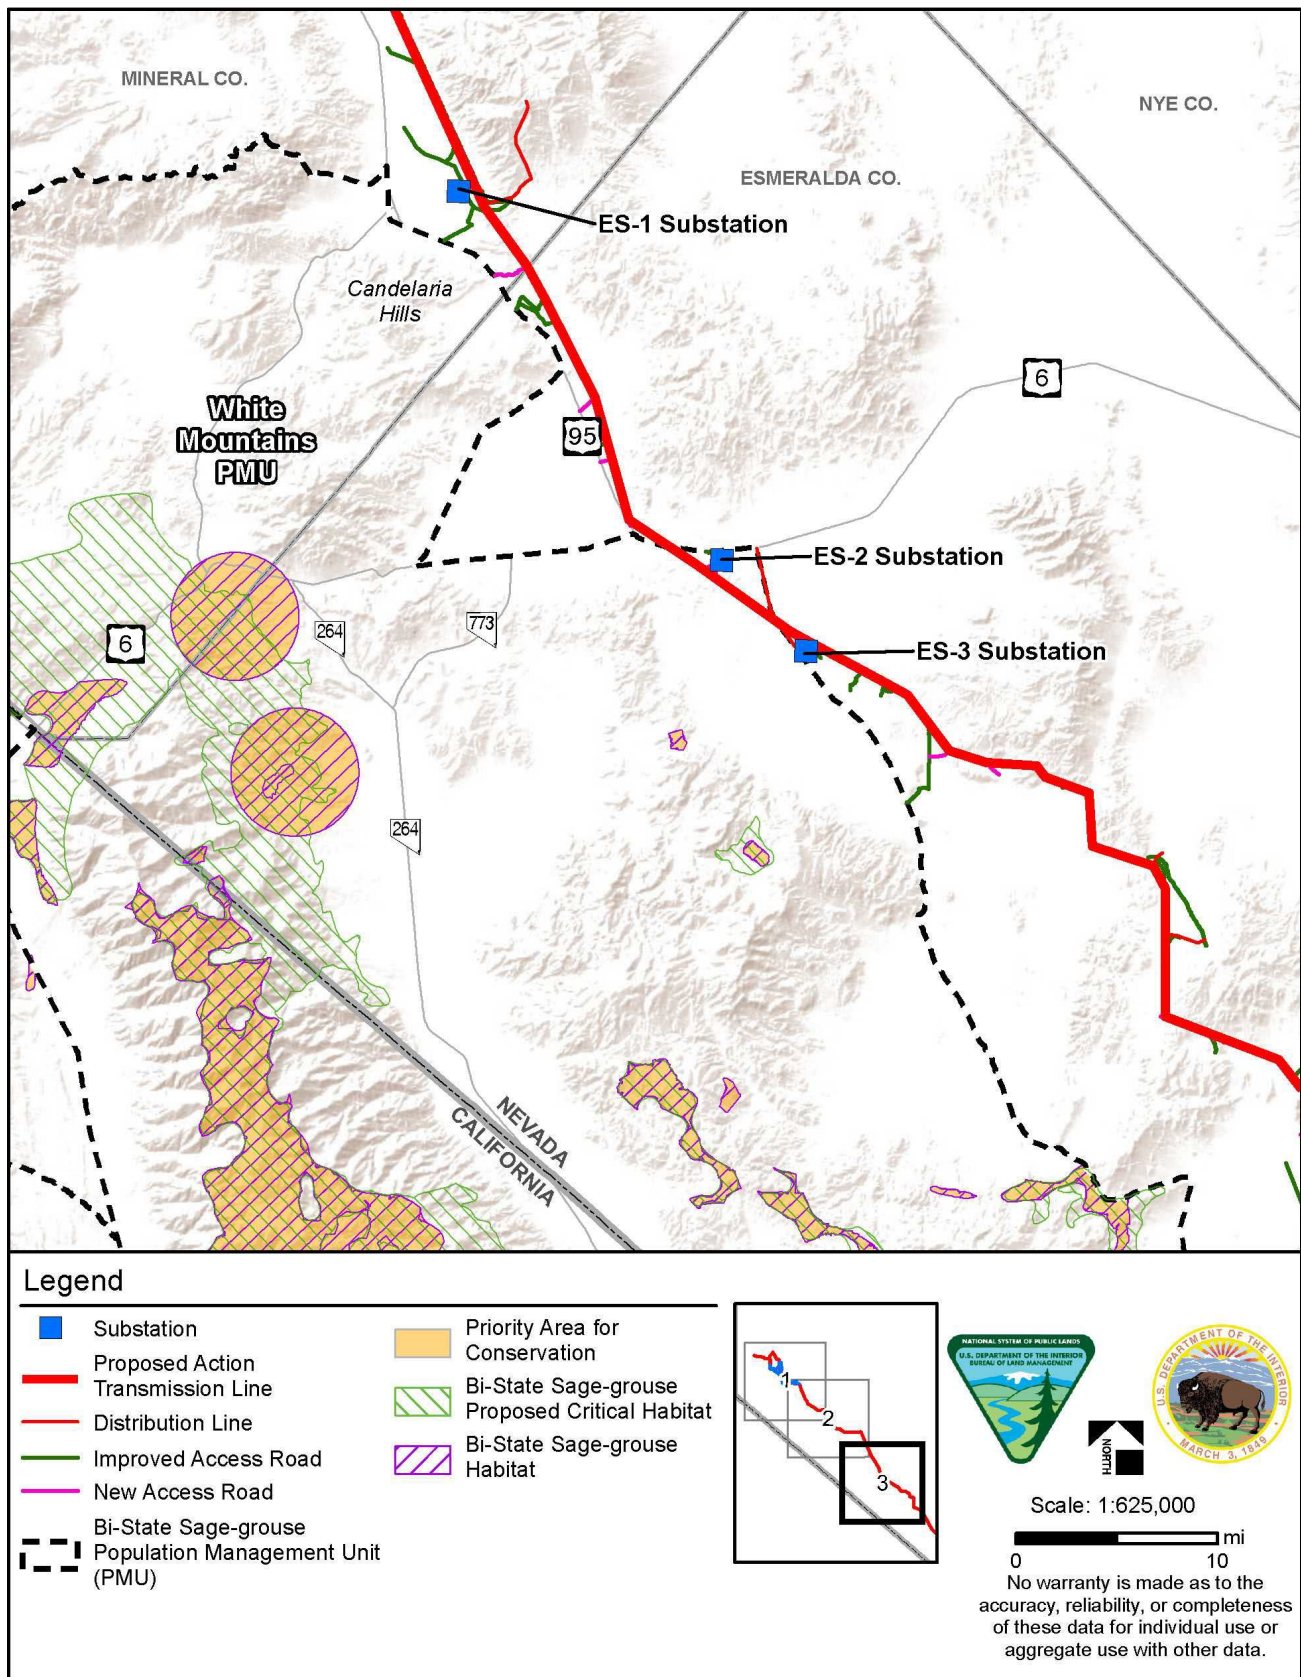 MINERAL CO.
NYE CO.
ESMERALDA CO.
ES-1 Substation
Candelaria
Hills
6
White
Mountains
PMU
95
ES-2 Substation
264
773
6
ES-3 Substation
264
NEVADA
CALIFORNIA
Legend
Substation
Proposed Action
Transmission Line
Distribution Line
Improved Access Road
New Access Road
Bi-State Sage-grouse
Population Management Unit
(PMU)
Priority Area for
Conservation
Bi-State Sage-grouse
Proposed Critical Habitat
Bi-State Sage-grouse
Habitat
1
2
3
NATIONAL SYSTEM OF PUBLIC LANDS
U.S. DEPARTMENT OF THE INTERIOR
BUREAU OF LAND MANAGEMENT
U.S. DEPARTMENT OF THE INTERIOR
MARCH 3, 1849
NORTH
Scale: 1:625,000
mi
0 10
No warranty is made as to the
accuracy, reliability, or completeness
of these data for individual use or
aggregate use with other data.